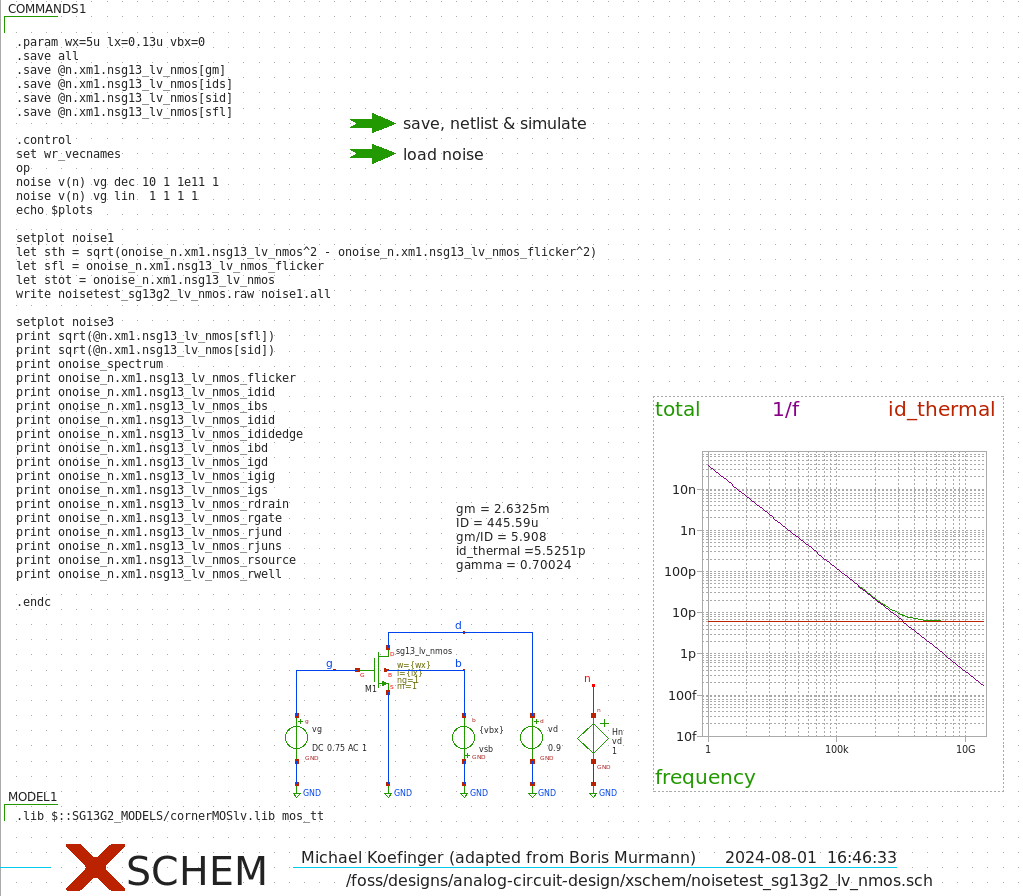 COMMANDS1
.param wx=5u lx=0.13u vbx=0
.save all
.save @n.xm1.nsg13_lv_nmos[gm]
.save @n.xm1.nsg13_lv_nmos[ids]
.save @n.xm1.nsg13_lv_nmos[sid]
.save @n.xm1.nsg13_lv_nmos[sfl]
.control
set wr_vecnames
op
noise v(n) vg dec 10 1 1e11 1
noise v(n) vg lin  1 1 1 1
echo $plots
setplot noise1
let sth = sqrt(onoise_n.xm1.nsg13_lv_nmos^2 - onoise_n.xm1.nsg13_lv_nmos_flicker^2)
let sfl = onoise_n.xm1.nsg13_lv_nmos_flicker
let stot = onoise_n.xm1.nsg13_lv_nmos
write noisetest_sg13g2_lv_nmos.raw noise1.all
setplot noise3
print sqrt(@n.xm1.nsg13_lv_nmos[sfl])
print sqrt(@n.xm1.nsg13_lv_nmos[sid])
print onoise_spectrum
print onoise_n.xm1.nsg13_lv_nmos_flicker
print onoise_n.xm1.nsg13_lv_nmos_idid
print onoise_n.xm1.nsg13_lv_nmos_ibs
print onoise_n.xm1.nsg13_lv_nmos_idid
print onoise_n.xm1.nsg13_lv_nmos_ididedge
print onoise_n.xm1.nsg13_lv_nmos_ibd
print onoise_n.xm1.nsg13_lv_nmos_igd
print onoise_n.xm1.nsg13_lv_nmos_igig
print onoise_n.xm1.nsg13_lv_nmos_igs
print onoise_n.xm1.nsg13_lv_nmos_rdrain
print onoise_n.xm1.nsg13_lv_nmos_rgate
print onoise_n.xm1.nsg13_lv_nmos_rjund
print onoise_n.xm1.nsg13_lv_nmos_rjuns
print onoise_n.xm1.nsg13_lv_nmos_rsource
print onoise_n.xm1.nsg13_lv_nmos_rwell
.endc
save, netlist & simulate
load noise
gm = 2.6325m
ID = 445.59u
gm/ID = 5.908
id_thermal =5.5251p
gamma = 0.70024
total 1/f id_thermal
10n
1n
100p
10p
1p
100f
10f
1 100k 10G
frequency
d
sg13_lv_nmos
g
b
D
G
B
S
w={wx}
l={lx}
ng=1
m=1
M1
n
g
vg
DC 0.75 AC 1
GND
GND
GND
b
{vbx}
vsb
GND
GND
d
vd
0.9
GND
GND
n
Hn
vd
1
GND
GND
MODEL1
.lib $::SG13G2_MODELS/cornerMOSlv.lib mos_tt
XSCHEM
Michael Koefinger (adapted from Boris Murmann) 2024-08-01 16:46:33
/foss/designs/analog-circuit-design/xschem/noisetest_sg13g2_lv_nmos.sch